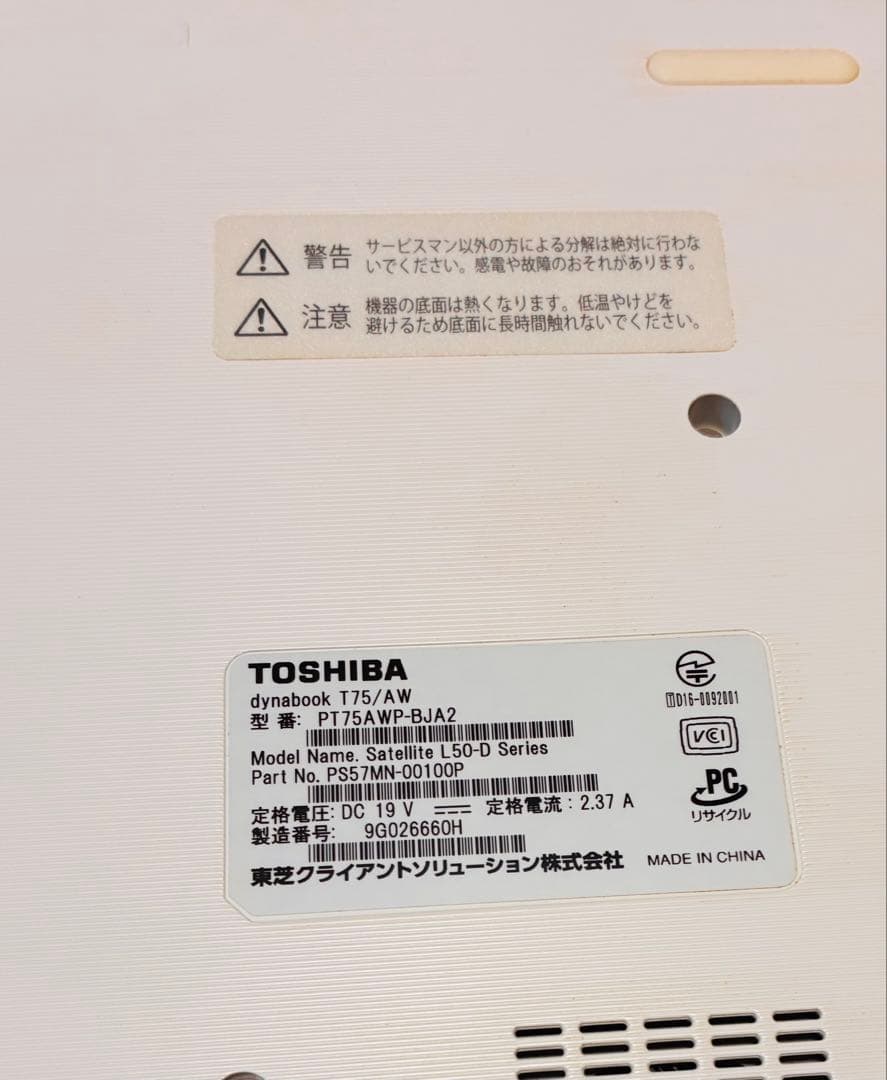 警告 サービスマン以外の方による分解は絶対に行わな
いでください。感電や故障のおそれがあります。
注意 機器の底面は熱くなります。低温やけどを
避けるため底面に長時間触れないでください。
TOSHIBA
dynabook T75/AW
型 番: PT75AWP-BJA2
Model Name. Satellite L50-D Series
Part No. PS57MN-00100P
定格電圧: DC 19 V 定格電流 : 2.37 A
製造番号: 9G026660H
東芝クライアントソリューション株式会社
MADE IN CHINA
TD16-0092001
VCCI
PC
リサイクル